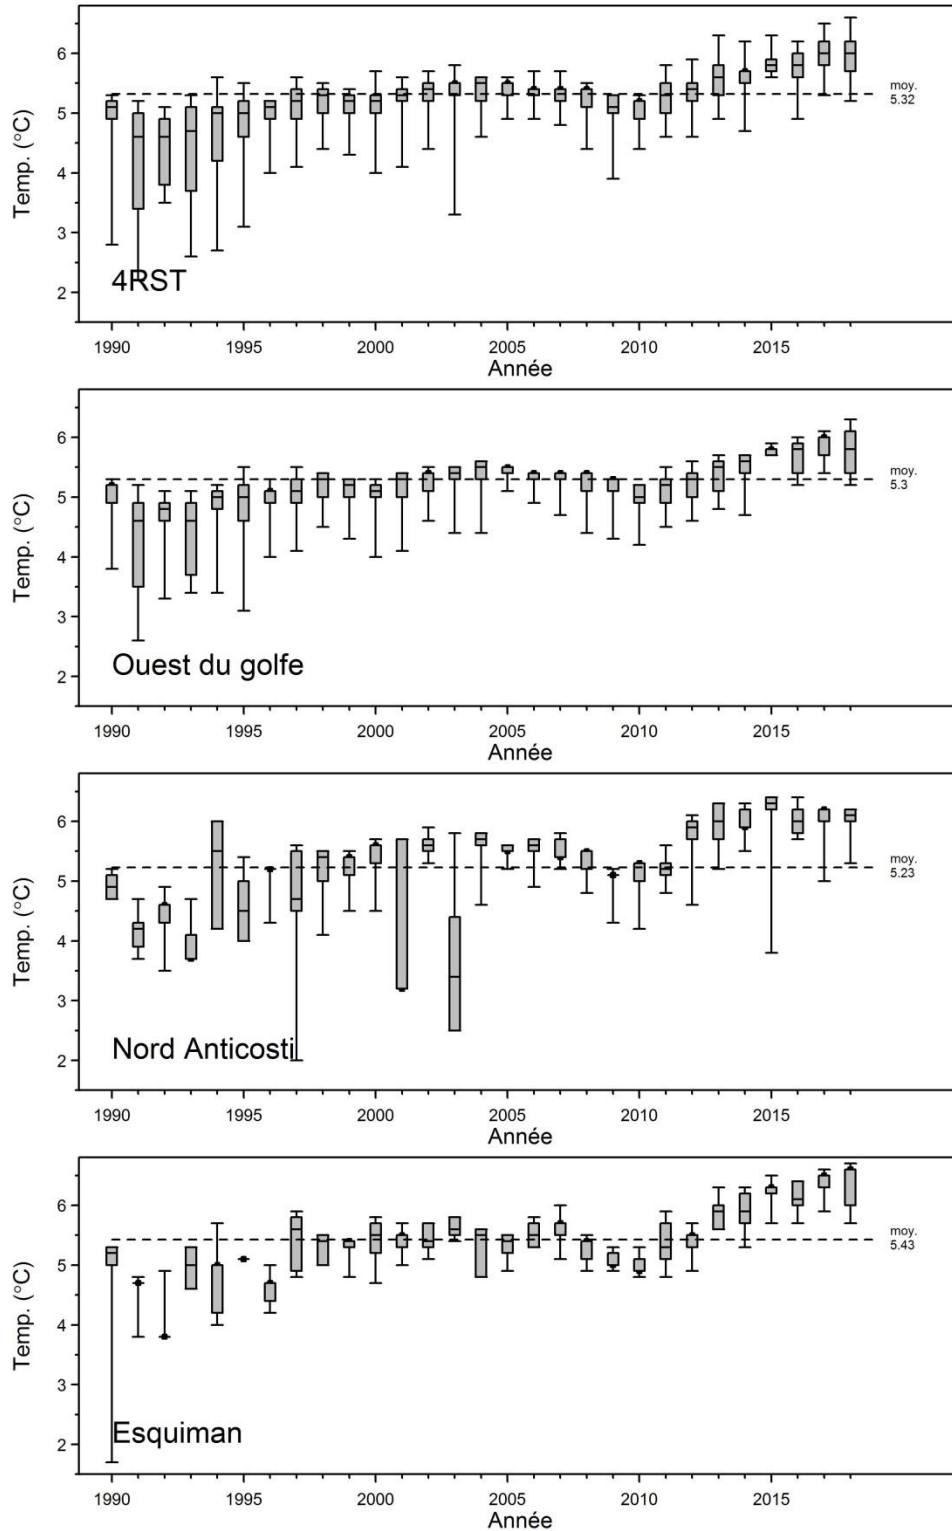 6
5
4
3
2
Temp. (°C)
moy.
5.32
4RST
1990 1995 2000 2005 2010 2015
Année
6
5
4
3
2
Temp. (°C)
moy.
5.3
Ouest du golfe
1990 1995 2000 2005 2010 2015
Année
6
5
4
3
2
Temp. (°C)
moy.
5.23
Nord Anticosti
1990 1995 2000 2005 2010 2015
Année
6
5
4
3
2
Temp. (°C)
moy.
5.43
Esquiman
1990 1995 2000 2005 2010 2015
Année